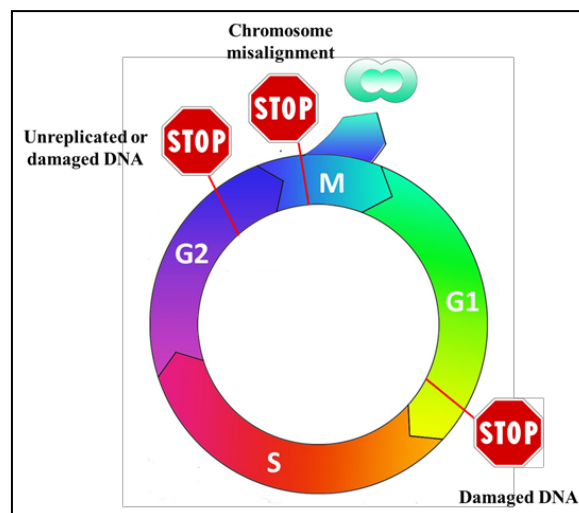 Chromosome
misalignment
STOP
STOP
Unreplicated or
damaged DNA
M
G2
G1
STOP
S
Damaged DNA